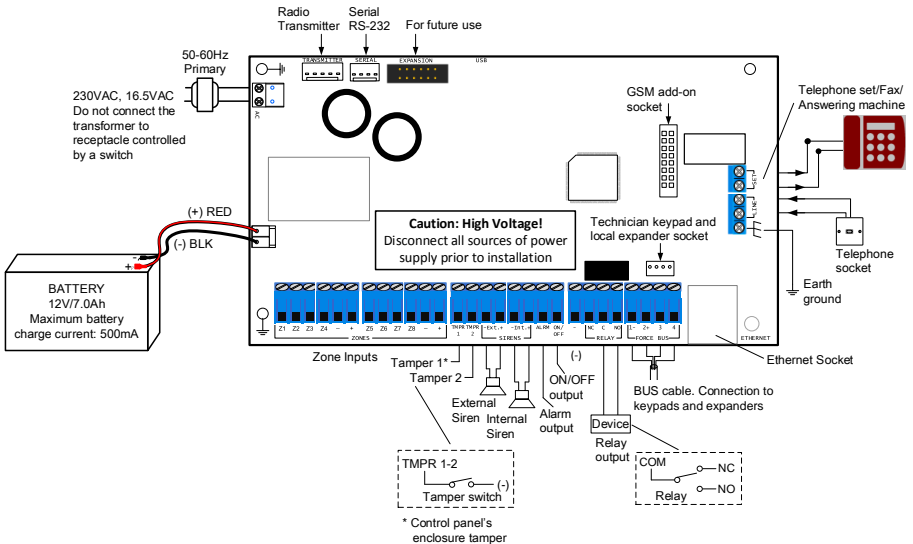 Radio
Transmitter
Serial
RS-232
For future use
50-60Hz
Primary
TRANSMITTER
SERIAL
EXPANSION
USB
230VAC, 16.5VAC
Do not connect the
transformer to
receptacle controlled
by a switch
AC
GSM add-on
socket
Telephone set/Fax/
Answering machine
SET
LINE
(+) RED
(-) BLK
Caution: High Voltage!
Disconnect all sources of power
supply prior to installation
Technician keypad and
local expander socket
Telephone
socket
Earth
ground
- 
+
BATTERY
12V/7.0Ah
Maximum battery
charge current: 500mA
Z1 Z2 Z3 Z4 - + Z5 Z6 Z7 Z8 - + TMPR 1 TMPR 2 -Ext.+ -Int.+ ALRM ON/OFF - NC C NO 1- 2+ 3 4
ZONES
SIRENS
RELAY
FORCE BUS
ETHERNET
Zone Inputs
Tamper 1*
Tamper 2
External
Siren
Internal
Siren
Alarm
output
(-)
ON/OFF
output
Device
Relay
output
BUS cable. Connection to
keypads and expanders
Ethernet Socket
TMPR 1-2
(-)
Tamper switch
COM
NC
NO
Relay
* Control panel's
enclosure tamper